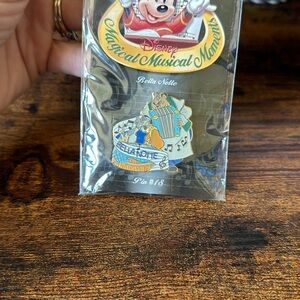 DISNEY
Magical Musical Moments
Bella Notte
BELLA NOTTE
Pin #18